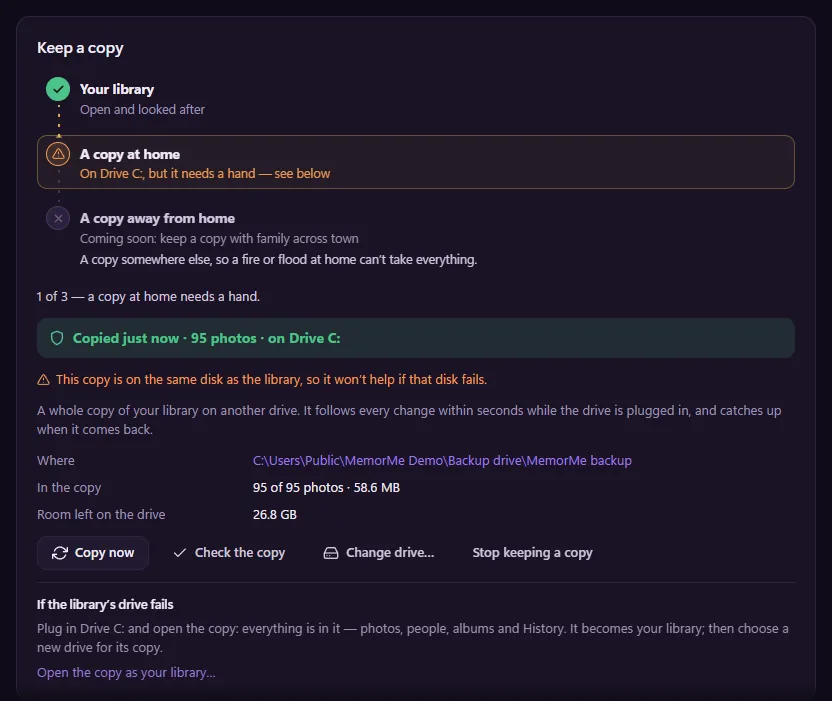 Keep a copy
Your library
Open and looked after
A copy at home
On Drive C:, but it needs a hand — see below
A copy away from home
Coming soon: keep a copy with family across town
A copy somewhere else, so a fire or flood at home can't take everything.
1 of 3 — a copy at home needs a hand.
Copied just now · 95 photos · on Drive C:
This copy is on the same disk as the library, so it won't help if that disk fails.
A whole copy of your library on another drive. It follows every change within seconds while the drive is plugged in, and catches up
when it comes back.
Where C:\Users\Public\MemorMe Demo\Backup drive\MemorMe backup
In the copy 95 of 95 photos · 58.6 MB
Room left on the drive 26.8 GB
Copy now Check the copy Change drive... Stop keeping a copy
If the library's drive fails
Plug in Drive C: and open the copy: everything is in it — photos, people, albums and History. It becomes your library; then choose a
new drive for its copy.
Open the copy as your library...